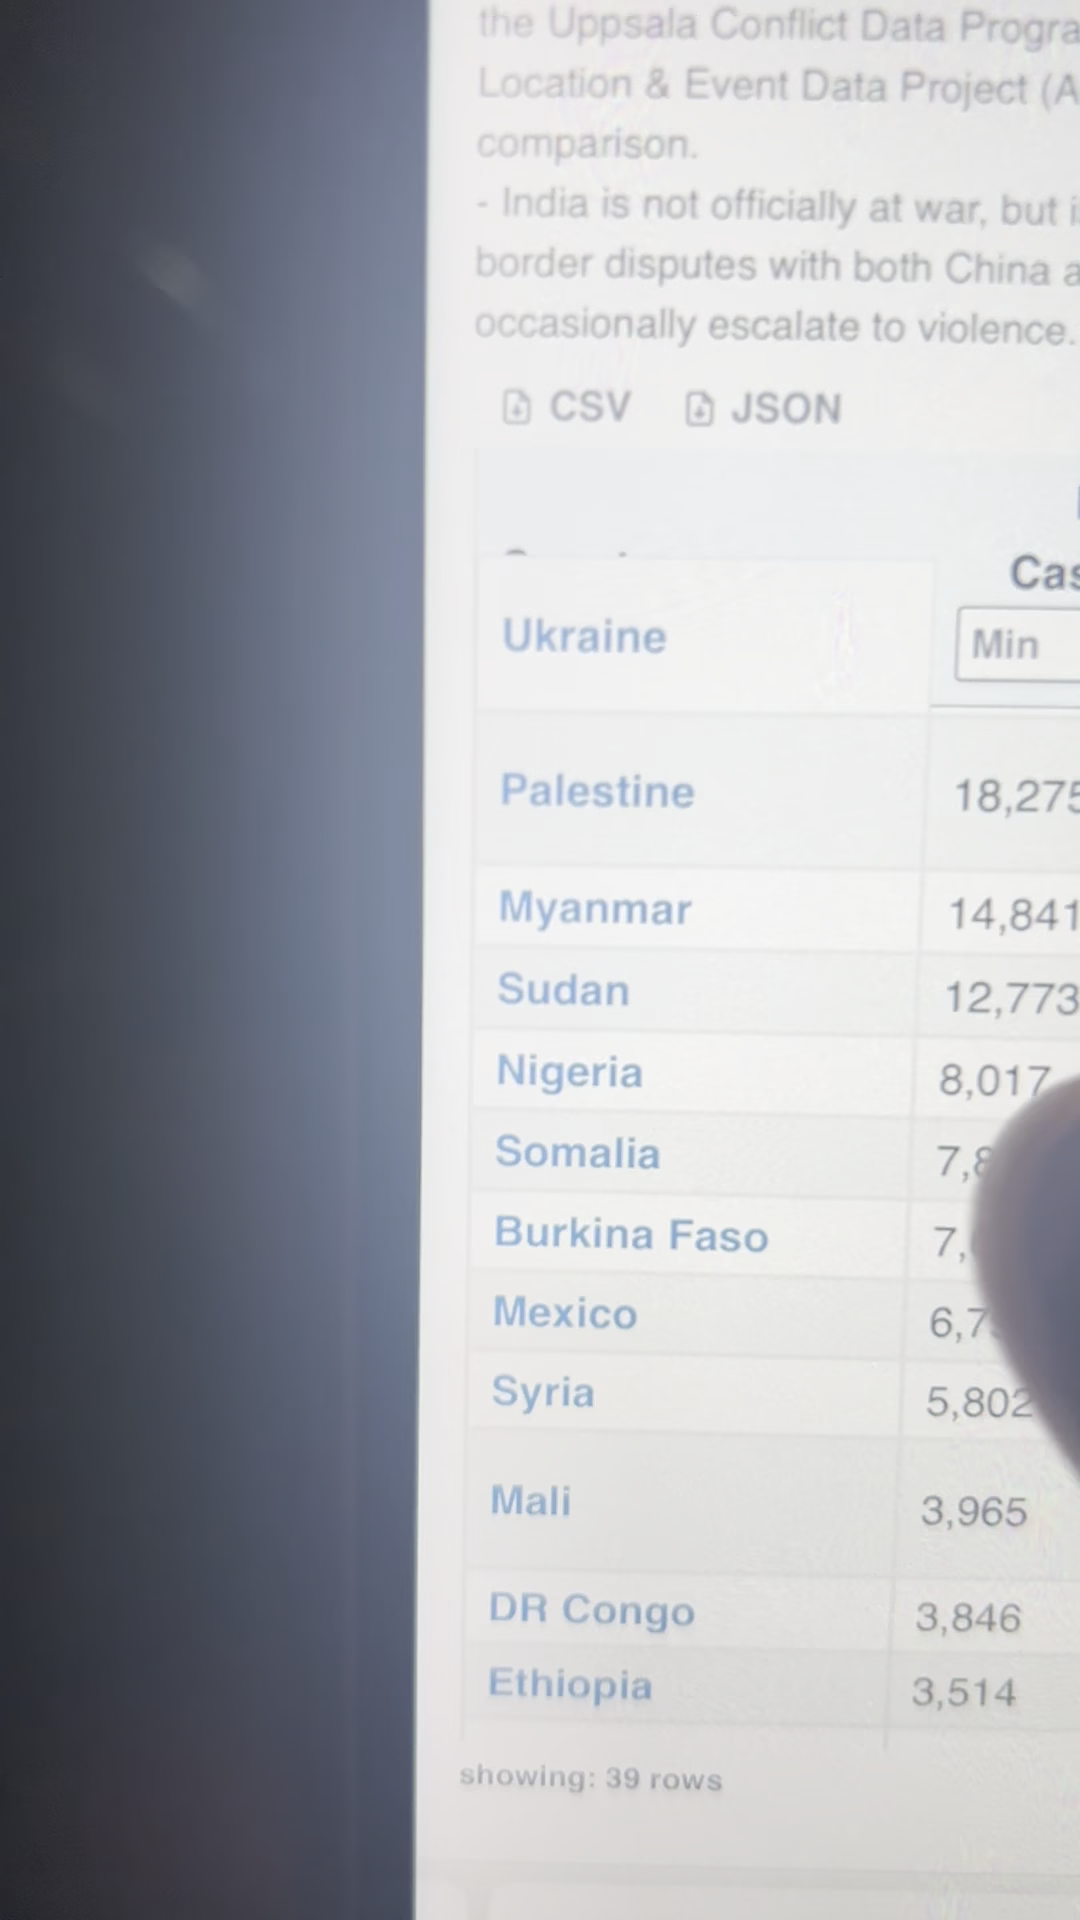 the Uppsala Conflict Data
Location & Event Data Project
comparison.
- India is not officially at war, but
border disputes with both China
occasionally escalate to violence.
CSV JSON
Ukraine
Min
Palestine 18,275
Myanmar 14,841
Sudan 12,773
Nigeria 8,017
Somalia
Burkina Faso
Mexico
Syria 5,802
Mali 3,965
DR Congo 3,846
Ethiopia 3,514
showing: 39 rows